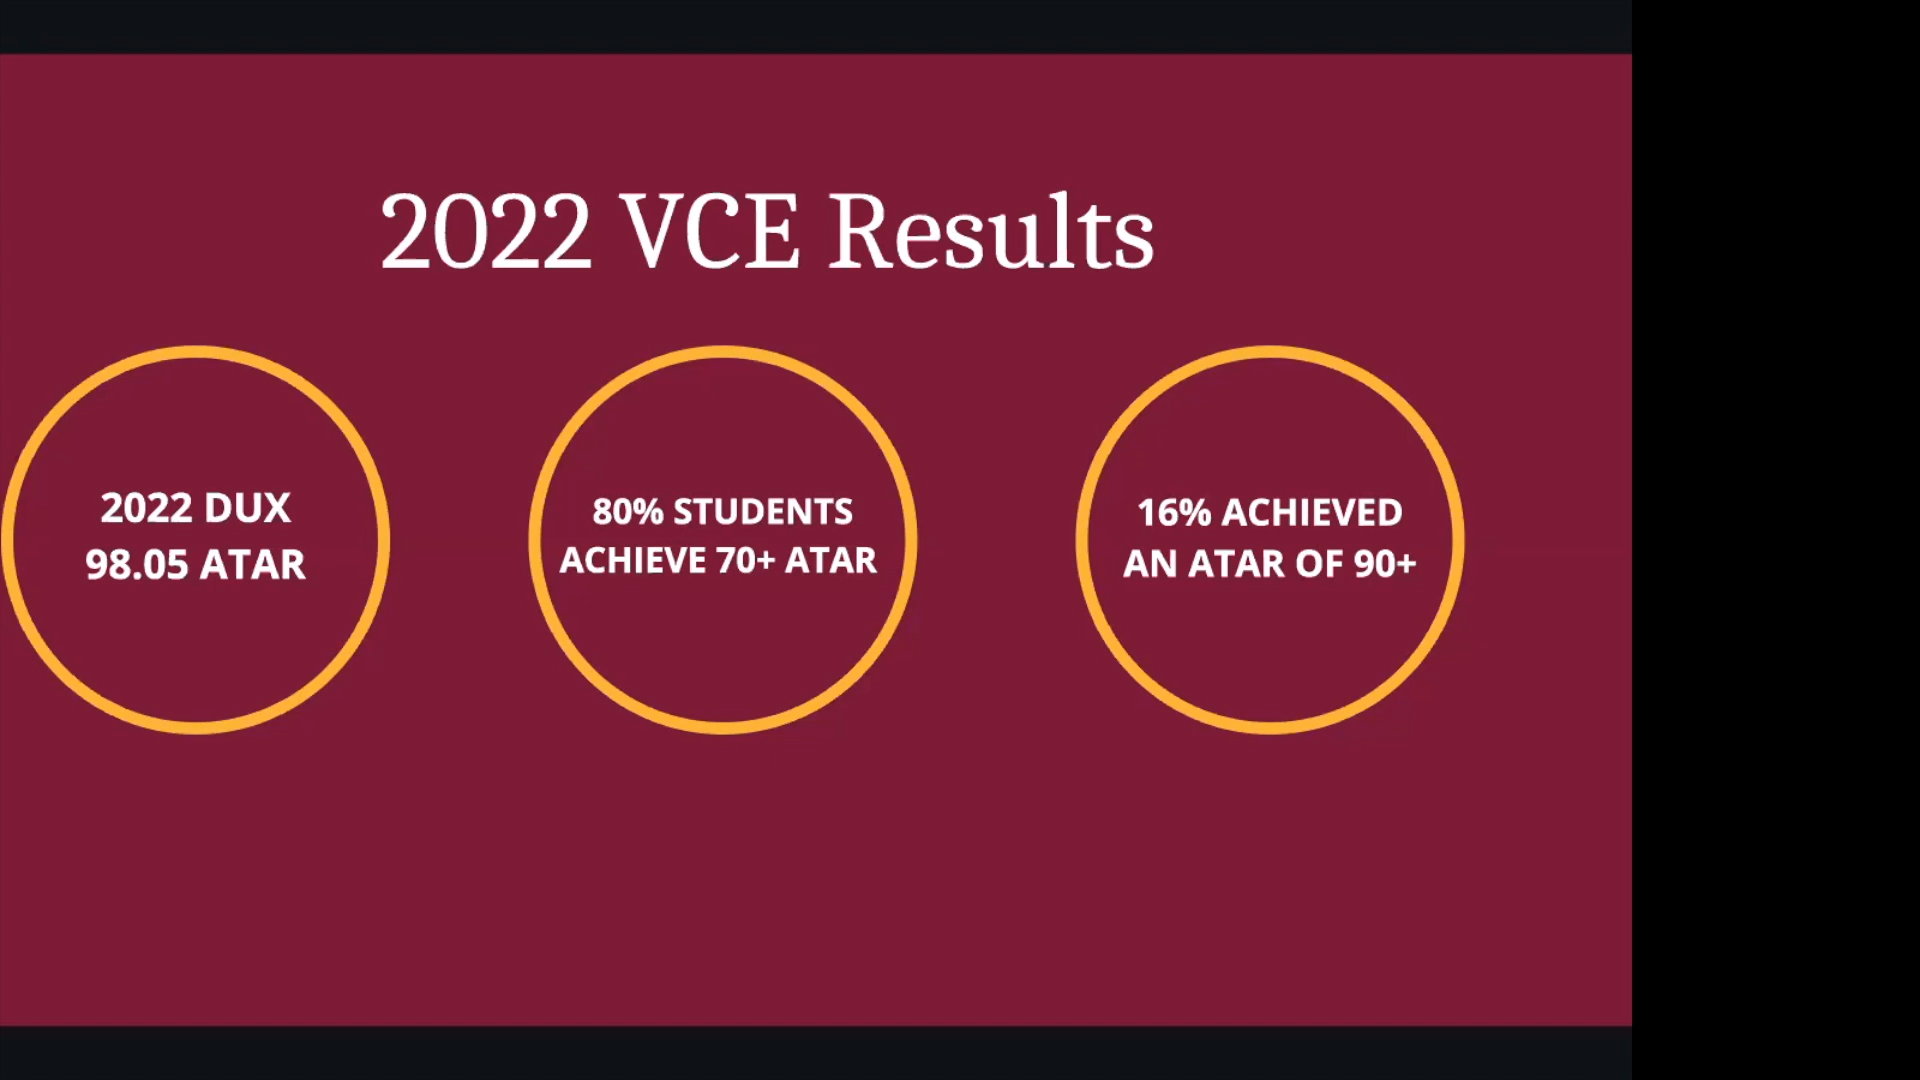 2022 VCE Results
2022 DUX
98.05 ATAR
80% STUDENTS
ACHIEVE 70+ ATAR
16% ACHIEVED
AN ATAR OF 90+